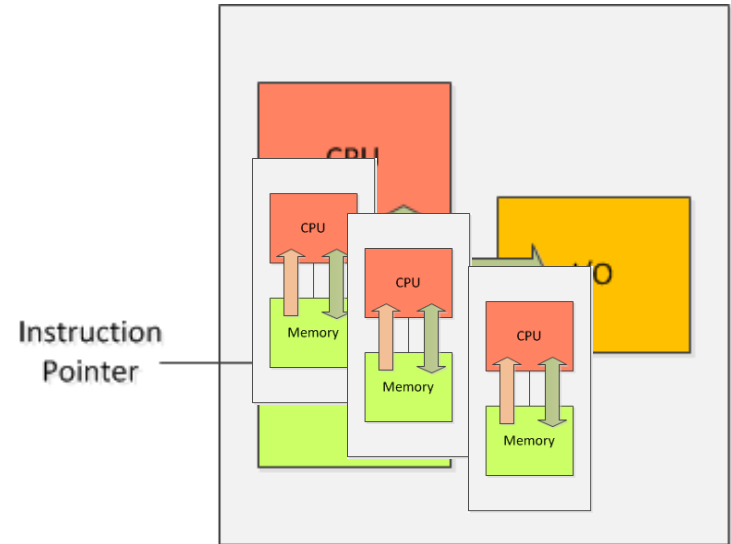 CPU
CPU
CPU
I/O
CPU
Memory
Instruction
Pointer
Memory
Memory